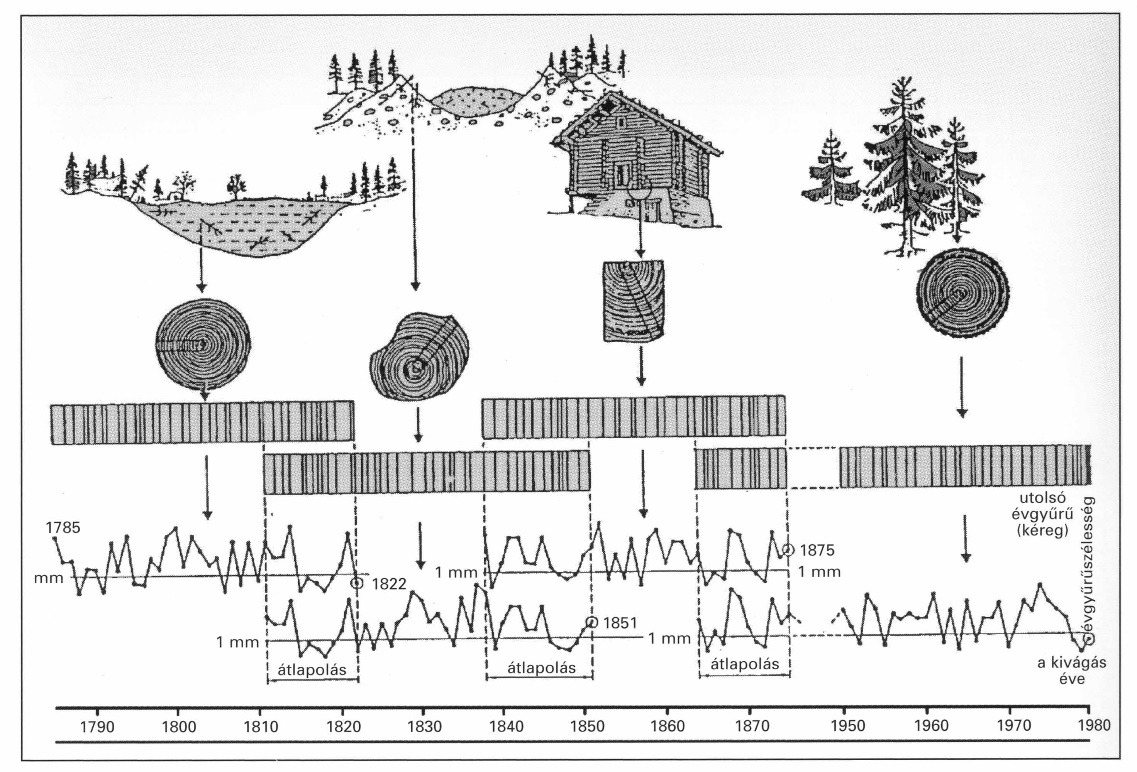 utolsó
évgyűrű
(kéreg)
évgyűrűszélesség
1785
mm
1822
1 mm
1875
1 mm
1 mm
1851
1 mm
átlapolás
átlapolás
átlapolás
a kivágás
éve
1790 1800 1810 1820 1830 1840 1850 1860 1870 1950 1960 1970 1980